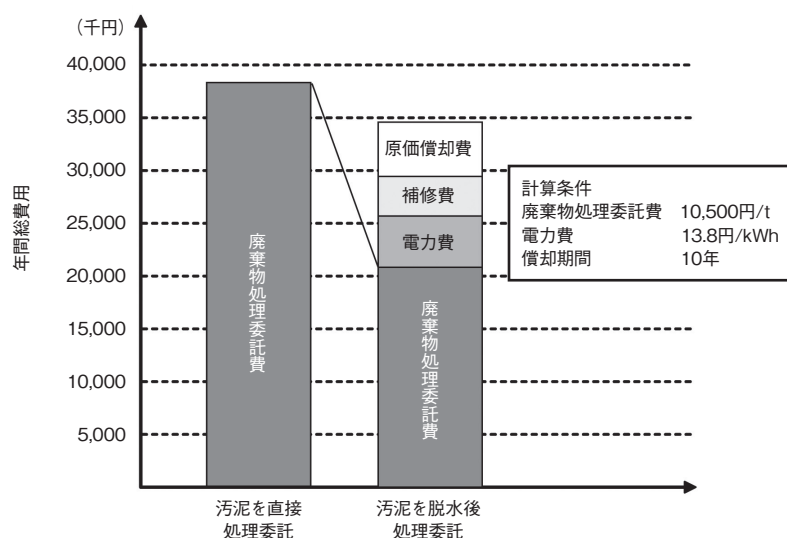 (千円)
40,000
35,000
30,000
25,000
20,000
15,000
10,000
5,000
年間総費用
廃棄物処理委託費
原価償却費
補修費
電力費
廃棄物処理委託費
計算条件
廃棄物処理委託費 10,500円/t
電力費 13.8円/kWh
償却期間 10年
汚泥を直接
処理委託
汚泥を脱水後
処理委託